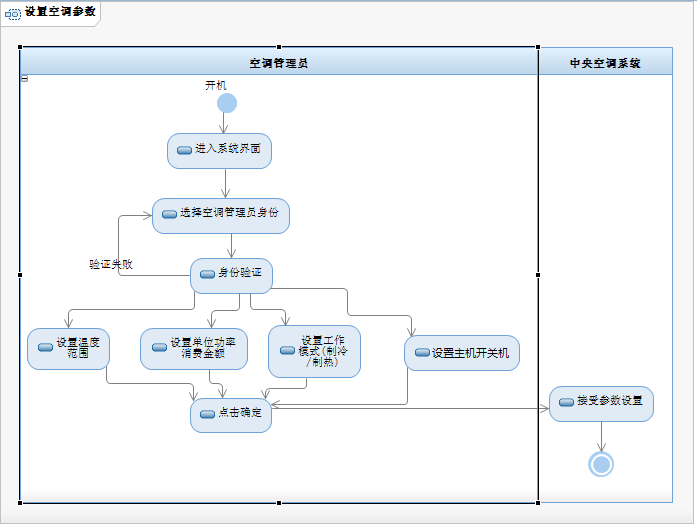 设置空调参数
空调管理员
中央空调系统
开机
进入系统界面
选择空调管理员身份
验证失败
身份验证
设置温度
范围
设置单位功率
消费金额
设置工作
模式(制冷
/制热)
设置主机开关机
接受参数设置
点击确定